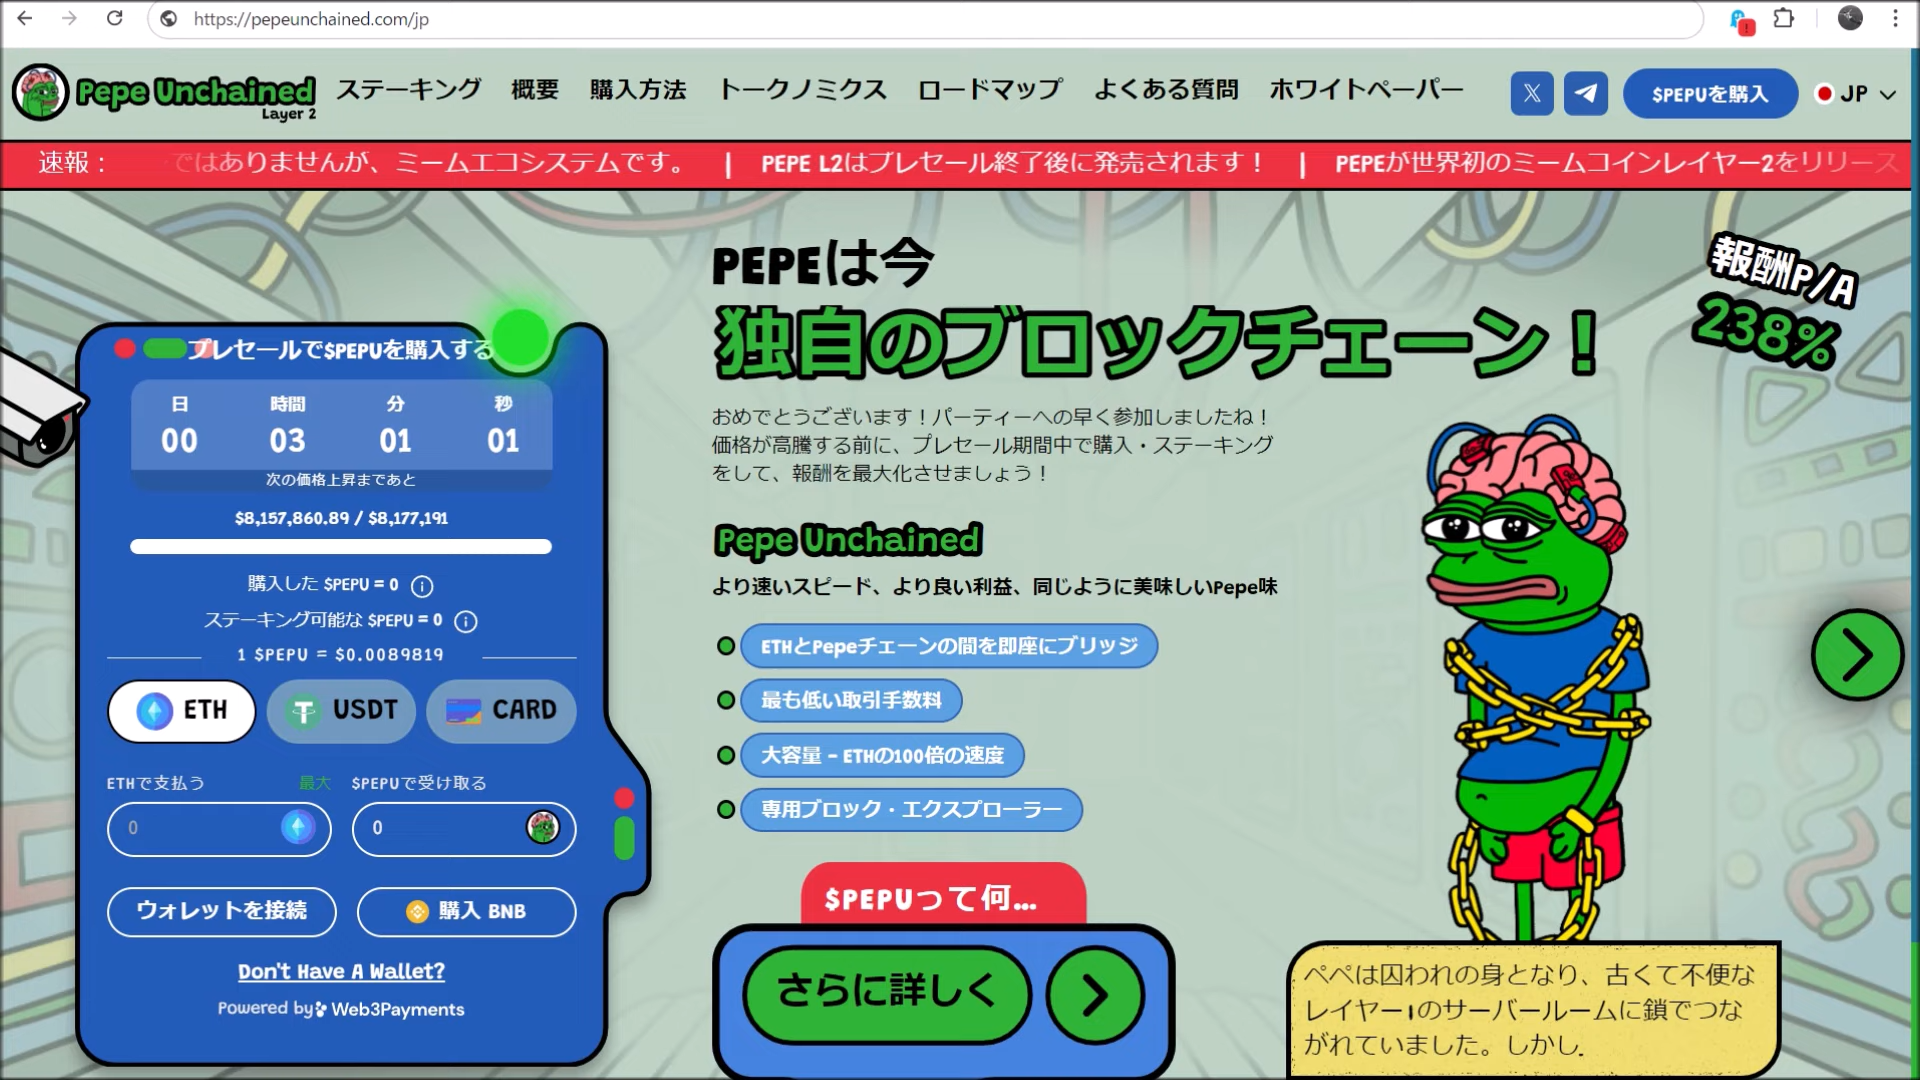 https://pepeunchained.com/jp
Pepe Unchained
Layer 2
ステーキング 概要 購入方法 トークノミクス ロードマップ よくある質問 ホワイトペーパー
$PEPUを購入
JP
速報： ではありませんが、ミームエコシステムです。 | PEPE L2はプレセール終了後に発売されます！ | PEPEが世界初のミームコインレイヤー2をリリース
PEPEは今
独自のブロックチェーン！
報酬P/A
238%
おめでとうございます！パーティーへの早く参加しましたね！
価格が高騰する前に、プレセール期間中で購入・ステーキング
をして、報酬を最大化させましょう！
Pepe Unchained
より速いスピード、より良い利益、同じように美味しいPepe味
ETHとPepeチェーンの間を即座にブリッジ
最も低い取引手数料
大容量 – ETHの100倍の速度
専用ブロック・エクスプローラー
$PEPUって何...
さらに詳しく
プレセールで$PEPUを購入する
日 時間 分 秒
00 03 01 01
次の価格上昇まであと
$8,157,860.89 / $8,177,191
購入した $PEPU = 0
ステーキング可能な $PEPU = 0
1 $PEPU = $0.0089819
ETH USDT CARD
ETHで支払う 最大 $PEPUで受け取る
0 0
ウォレットを接続 購入 BNB
Don't Have A Wallet?
Powered by Web3Payments
ペペは囚われの身となり、古くて不便な
レイヤー1のサーバールームに鎖でつな
がれていました。しかし.